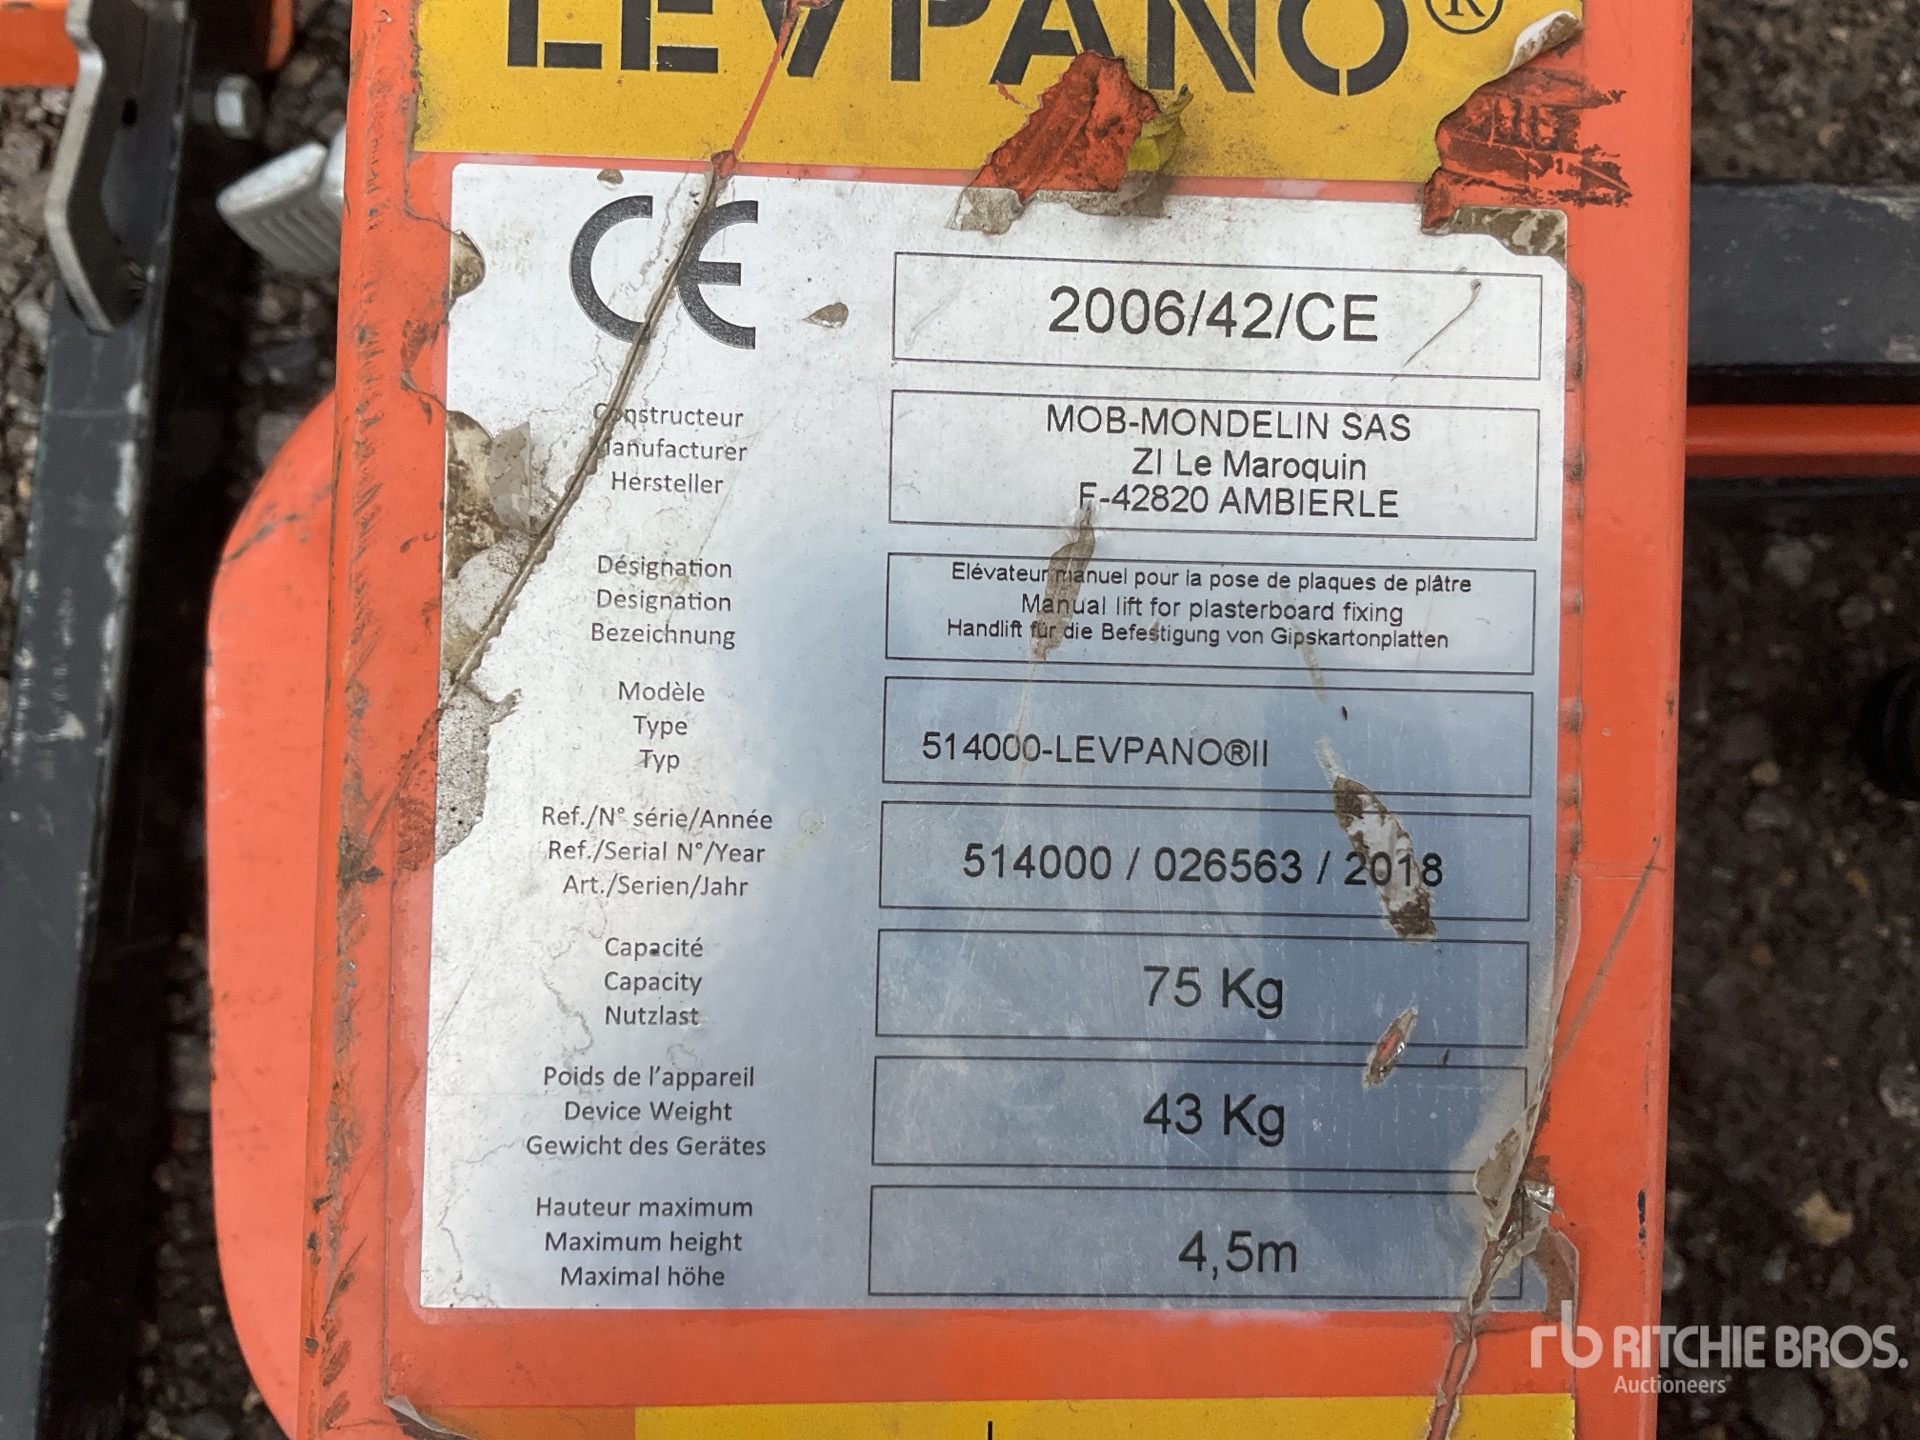 LEVPANO®
CE
2006/42/CE
Constructeur
Manufacturer
Hersteller
MOB-MONDELIN SAS
ZI Le Maroquin
F-42820 AMBIERLE
Désignation
Designation
Bezeichnung
Elévateur manuel pour la pose de plaques de plâtre
Manual lift for plasterboard fixing
Handlift für die Befestigung von Gipskartonplatten
Modèle
Type
Typ
514000-LEVPANO®II
Ref./N° série/Année
Ref./Serial N°/Year
Art./Serien/Jahr
514000 / 026563 / 2018
Capacité
Capacity
Nutzlast
75 Kg
Poids de l'appareil
Device Weight
Gewicht des Gerätes
43 Kg
Hauteur maximum
Maximum height
Maximal höhe
4,5m
rb RITCHIE BROS.
Auctioneers